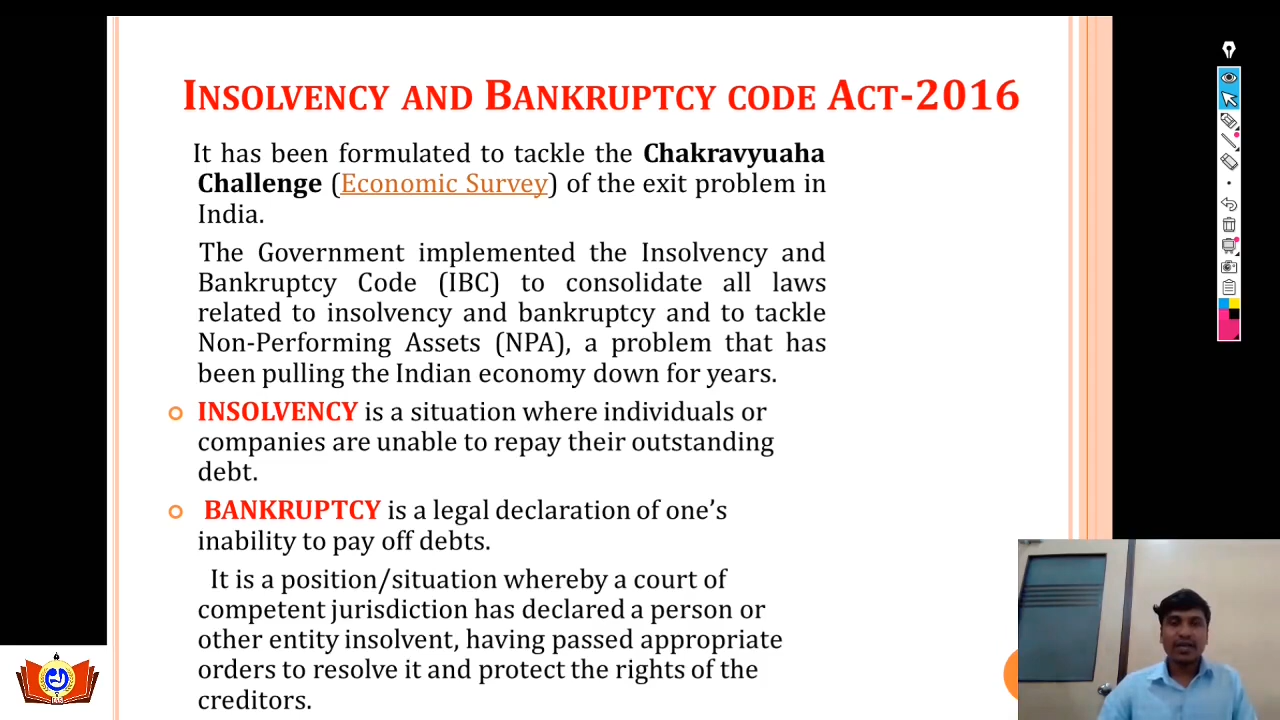 INSOLVENCY AND BANKRUPTCY CODE ACT-2016
It has been formulated to tackle the Chakravyuaha
Challenge (Economic Survey) of the exit problem in
India.
The Government implemented the Insolvency and
Bankruptcy Code (IBC) to consolidate all laws
related to insolvency and bankruptcy and to tackle
Non-Performing Assets (NPA), a problem that has
been pulling the Indian economy down for years.
INSOLVENCY is a situation where individuals or
companies are unable to repay their outstanding
debt.
BANKRUPTCY is a legal declaration of one’s
inability to pay off debts.
It is a position/situation whereby a court of
competent jurisdiction has declared a person or
other entity insolvent, having passed appropriate
orders to resolve it and protect the rights of the
creditors.